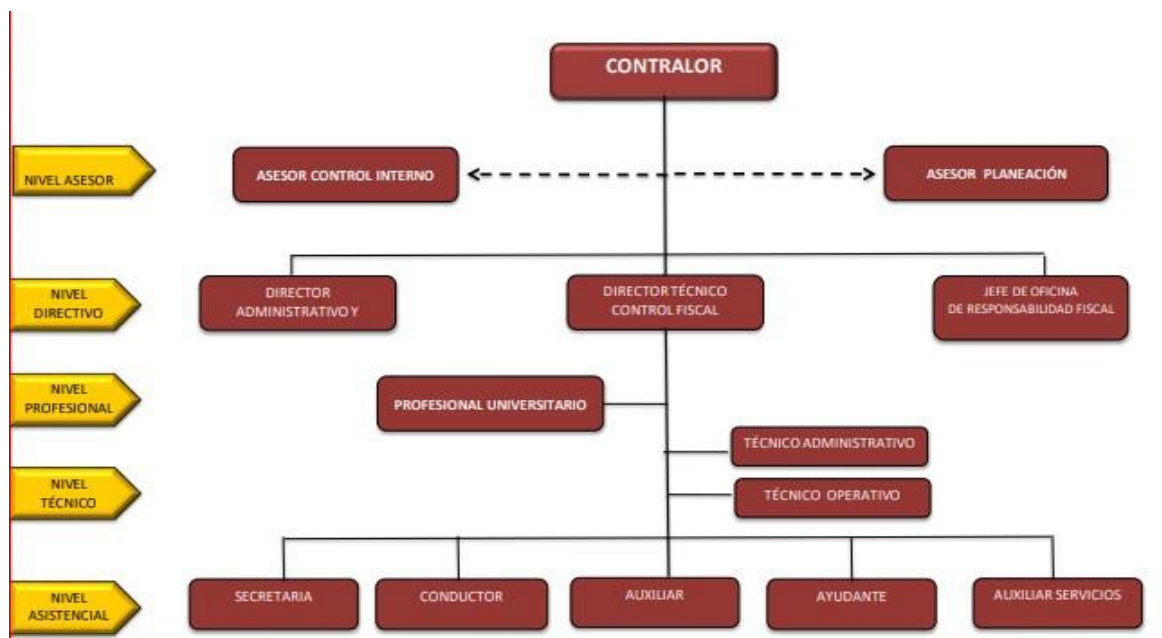 CONTRALOR
NIVEL ASESOR
ASESOR CONTROL INTERNO
ASESOR PLANEACIÓN
NIVEL
DIRECTIVO
DIRECTOR
ADMINISTRATIVO Y
DIRECTOR TÉCNICO
CONTROL FISCAL
JEFE DE OFICINA
DE RESPONSABILIDAD FISCAL
NIVEL
PROFESIONAL
PROFESIONAL UNIVERSITARIO
TÉCNICO ADMINISTRATIVO
NIVEL
TÉCNICO
TÉCNICO OPERATIVO
NIVEL
ASISTENCIAL
SECRETARIA
CONDUCTOR
AUXILIAR
AYUDANTE
AUXILIAR SERVICIOS